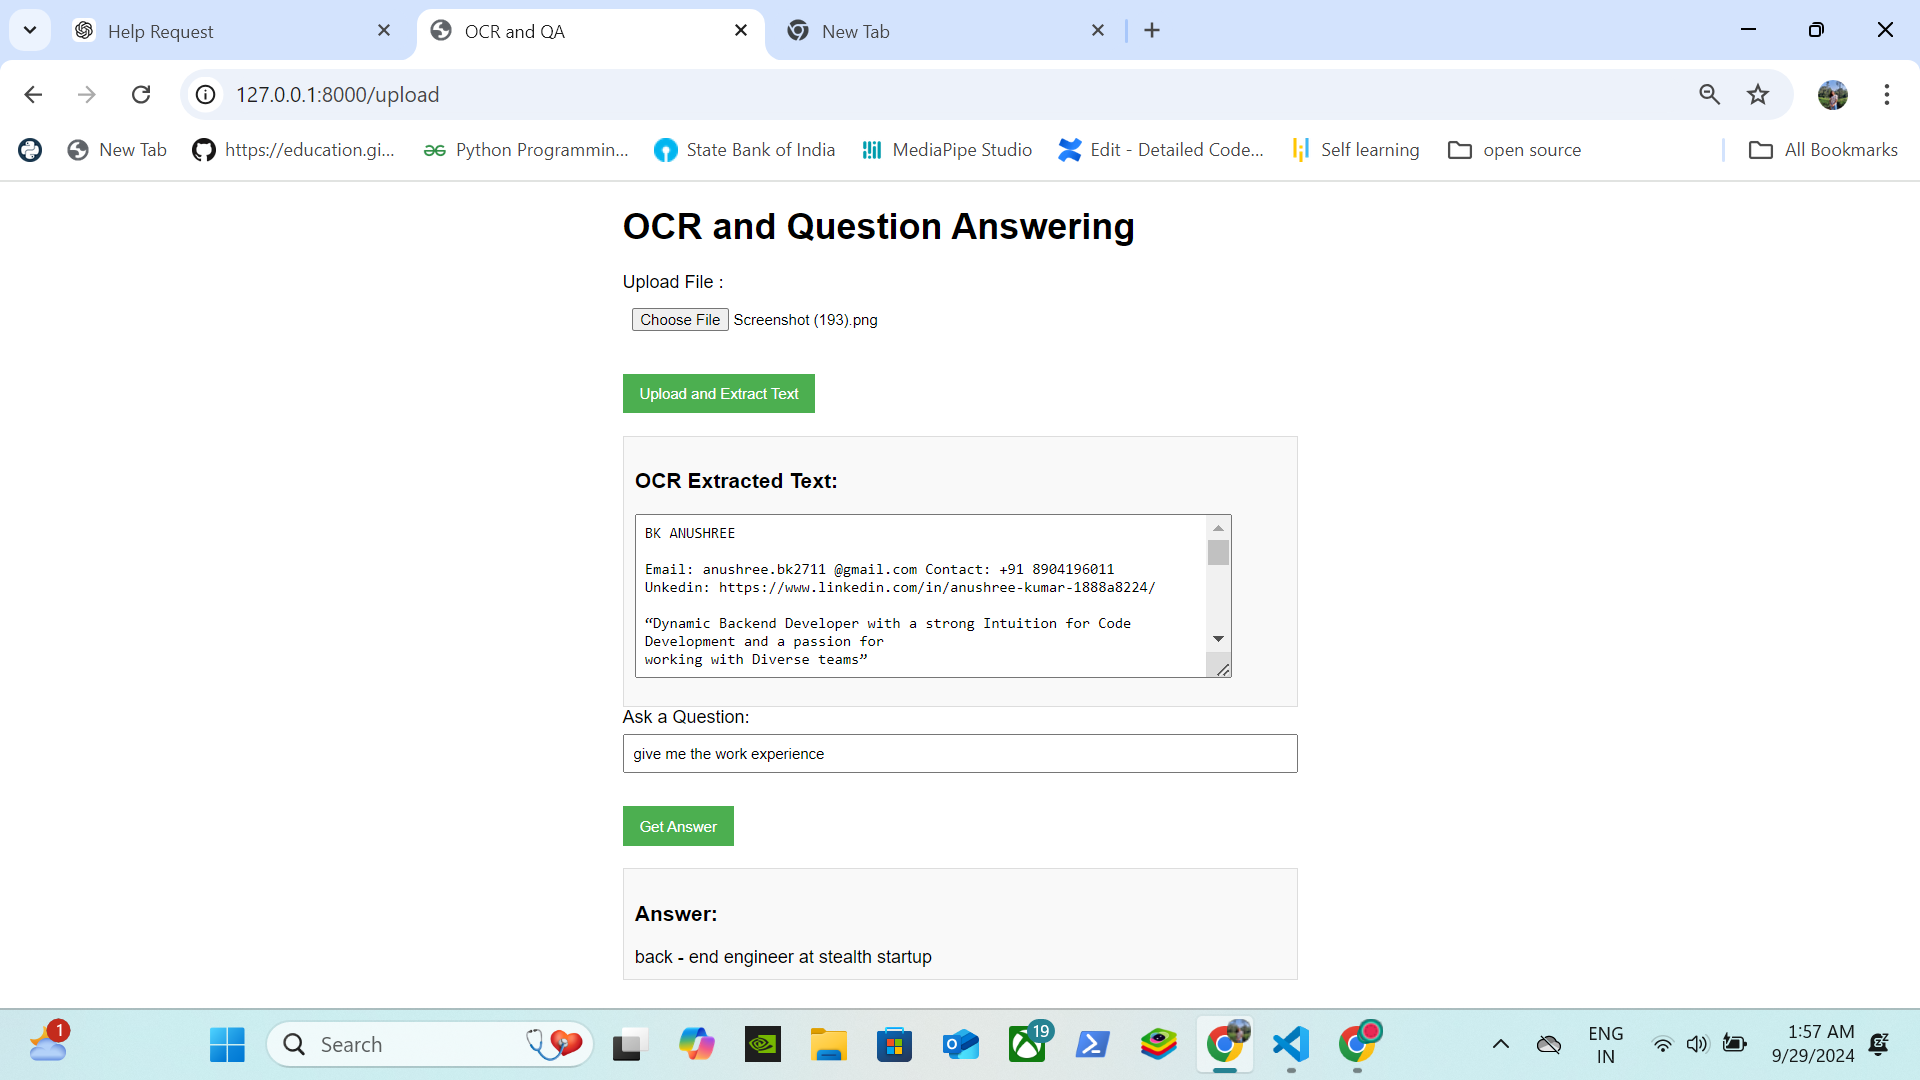 Help Request
OCR and QA
New Tab
127.0.0.1:8000/upload
New Tab
https://education.gi...
Python Programmin...
State Bank of India
MediaPipe Studio
Edit - Detailed Code...
Self learning
open source
All Bookmarks
OCR and Question Answering
Upload File :
Choose File Screenshot (193).png
Upload and Extract Text
OCR Extracted Text:
BK ANUSHREE
Email: anushree.bk2711 @gmail.com Contact: +91 8904196011
Unkedin: https://www.linkedin.com/in/anushree-kumar-1888a8224/
“Dynamic Backend Developer with a strong Intuition for Code
Development and a passion for
working with Diverse teams”
Ask a Question:
give me the work experience
Get Answer
Answer:
back - end engineer at stealth startup
1
Search
19
ENG
IN
1:57 AM
9/29/2024